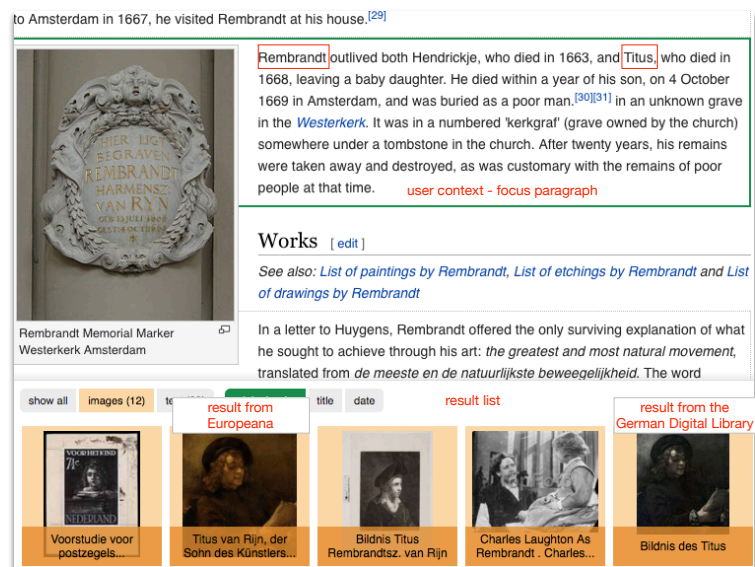 to Amsterdam in 1667, he visited Rembrandt at his house.[29]
HIER LIGT
BEGRAVEN
REMBRANDT
HARMENSZ
VAN RYN
Rembrandt Memorial Marker
Westerkerk Amsterdam
Rembrandt outlived both Hendrickje, who died in 1663, and Titus, who died in
1668, leaving a baby daughter. He died within a year of his son, on 4 October
1669 in Amsterdam, and was buried as a poor man.[30][31] in an unknown grave
in the Westerkerk. It was in a numbered 'kerkgraf' (grave owned by the church)
somewhere under a tombstone in the church. After twenty years, his remains
were taken away and destroyed, as was customary with the remains of poor
people at that time.
user context - focus paragraph
Works [ edit ]
See also: List of paintings by Rembrandt, List of etchings by Rembrandt and List
of drawings by Rembrandt
In a letter to Huygens, Rembrandt offered the only surviving explanation of what
he sought to achieve through his art: the greatest and most natural movement,
translated from de meeste en de natuurlijkste beweegelijkheid. The word
show all
images (12)
title
date
result list
result from
Europeana
result from the
German Digital Library
VOOR HET KIND
NEDERLAND
Voorstudie voor
postzegels...
Titus van Rijn, der
Sohn des Künstlers...
Bildnis Titus
Rembrandtsz. van Rijn
Charles Laughton As
Rembrandt . Charles...
Bildnis des Titus